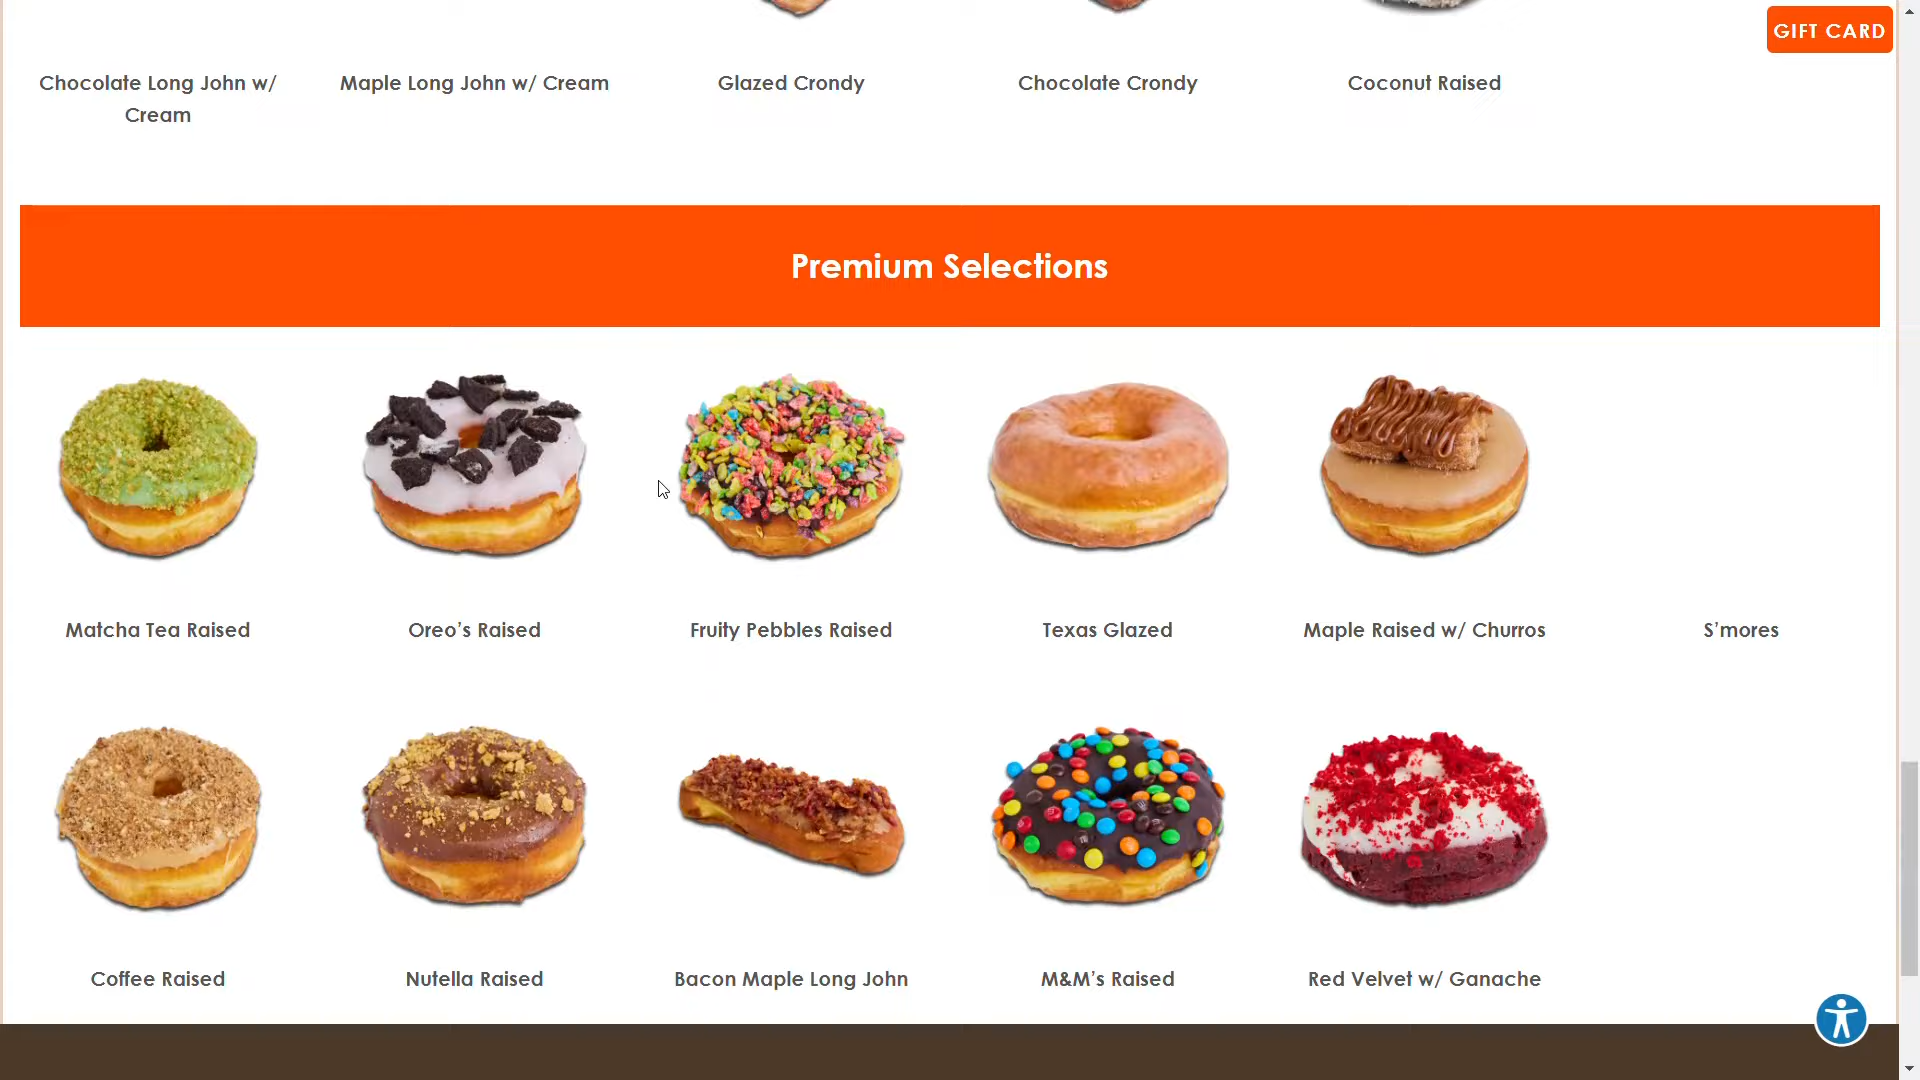 GIFT CARD
Chocolate Long John w/
Cream
Maple Long John w/ Cream
Glazed Crondy
Chocolate Crondy
Coconut Raised
Premium Selections
Matcha Tea Raised
Oreo’s Raised
Fruity Pebbles Raised
Texas Glazed
Maple Raised w/ Churros
S’mores
Coffee Raised
Nutella Raised
Bacon Maple Long John
M&M’s Raised
Red Velvet w/ Ganache